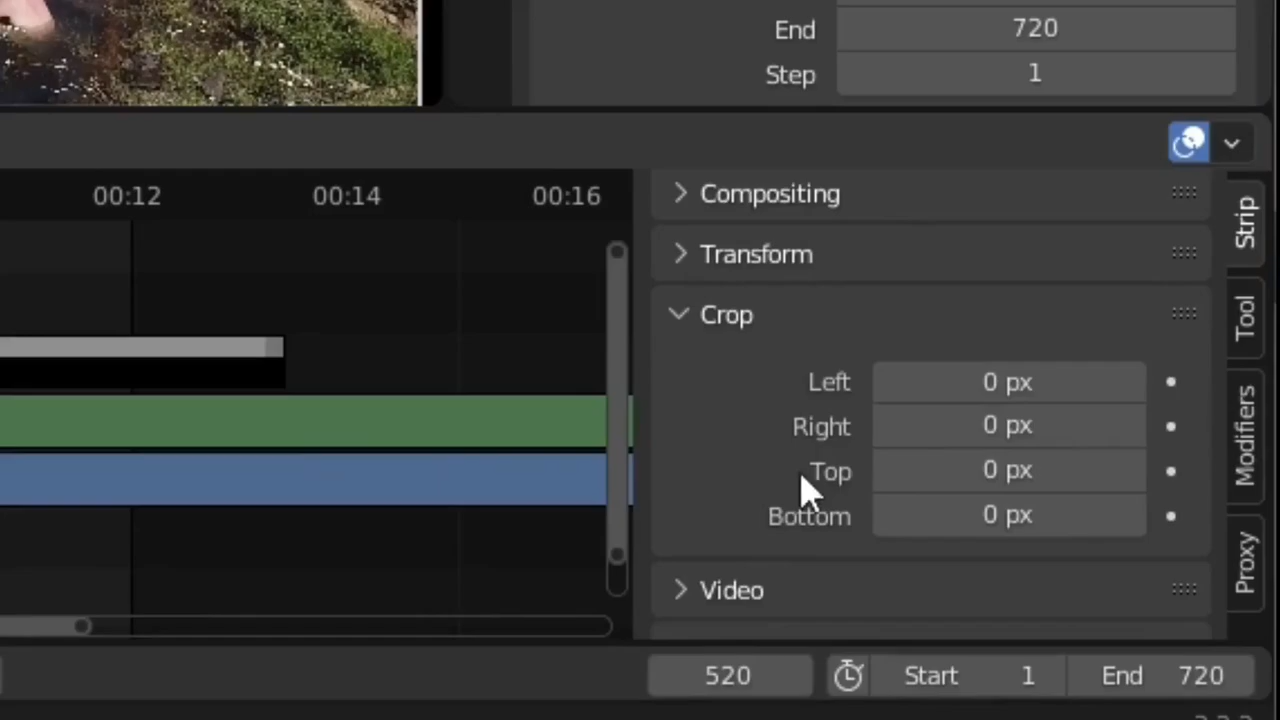 End 720
Step 1
00:12 00:14 00:16
Compositing
Transform
Crop
Left 0 px
Right 0 px
Top 0 px
Bottom 0 px
Video
Strip
Tool
Modifiers
Proxy
520 Start 1 End 720